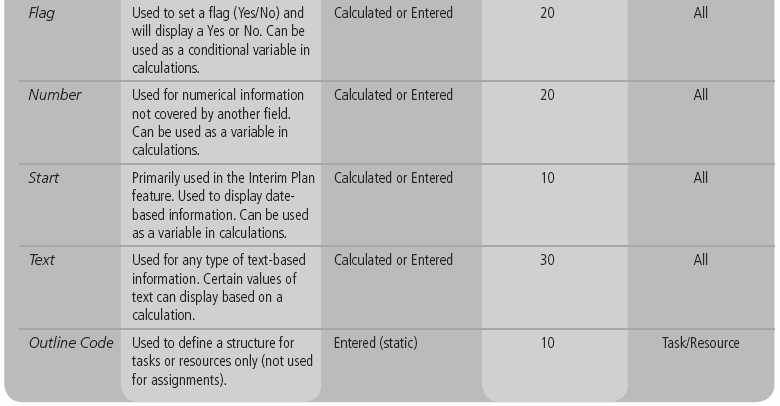 Flag
Used to set a flag (Yes/No) and
will display a Yes or No. Can be
used as a conditional variable in
calculations.
Calculated or Entered
20
All
Number
Used for numerical information
not covered by another field.
Can be used as a variable in
calculations.
Calculated or Entered
20
All
Start
Primarily used in the Interim Plan
feature. Used to display date-
based information. Can be used
as a variable in calculations.
Calculated or Entered
10
All
Text
Used for any type of text-based
information. Certain values of
text can display based on a
calculation.
Calculated or Entered
30
All
Outline Code
Used to define a structure for
tasks or resources only (not used
for assignments).
Entered (static)
10
Task/Resource